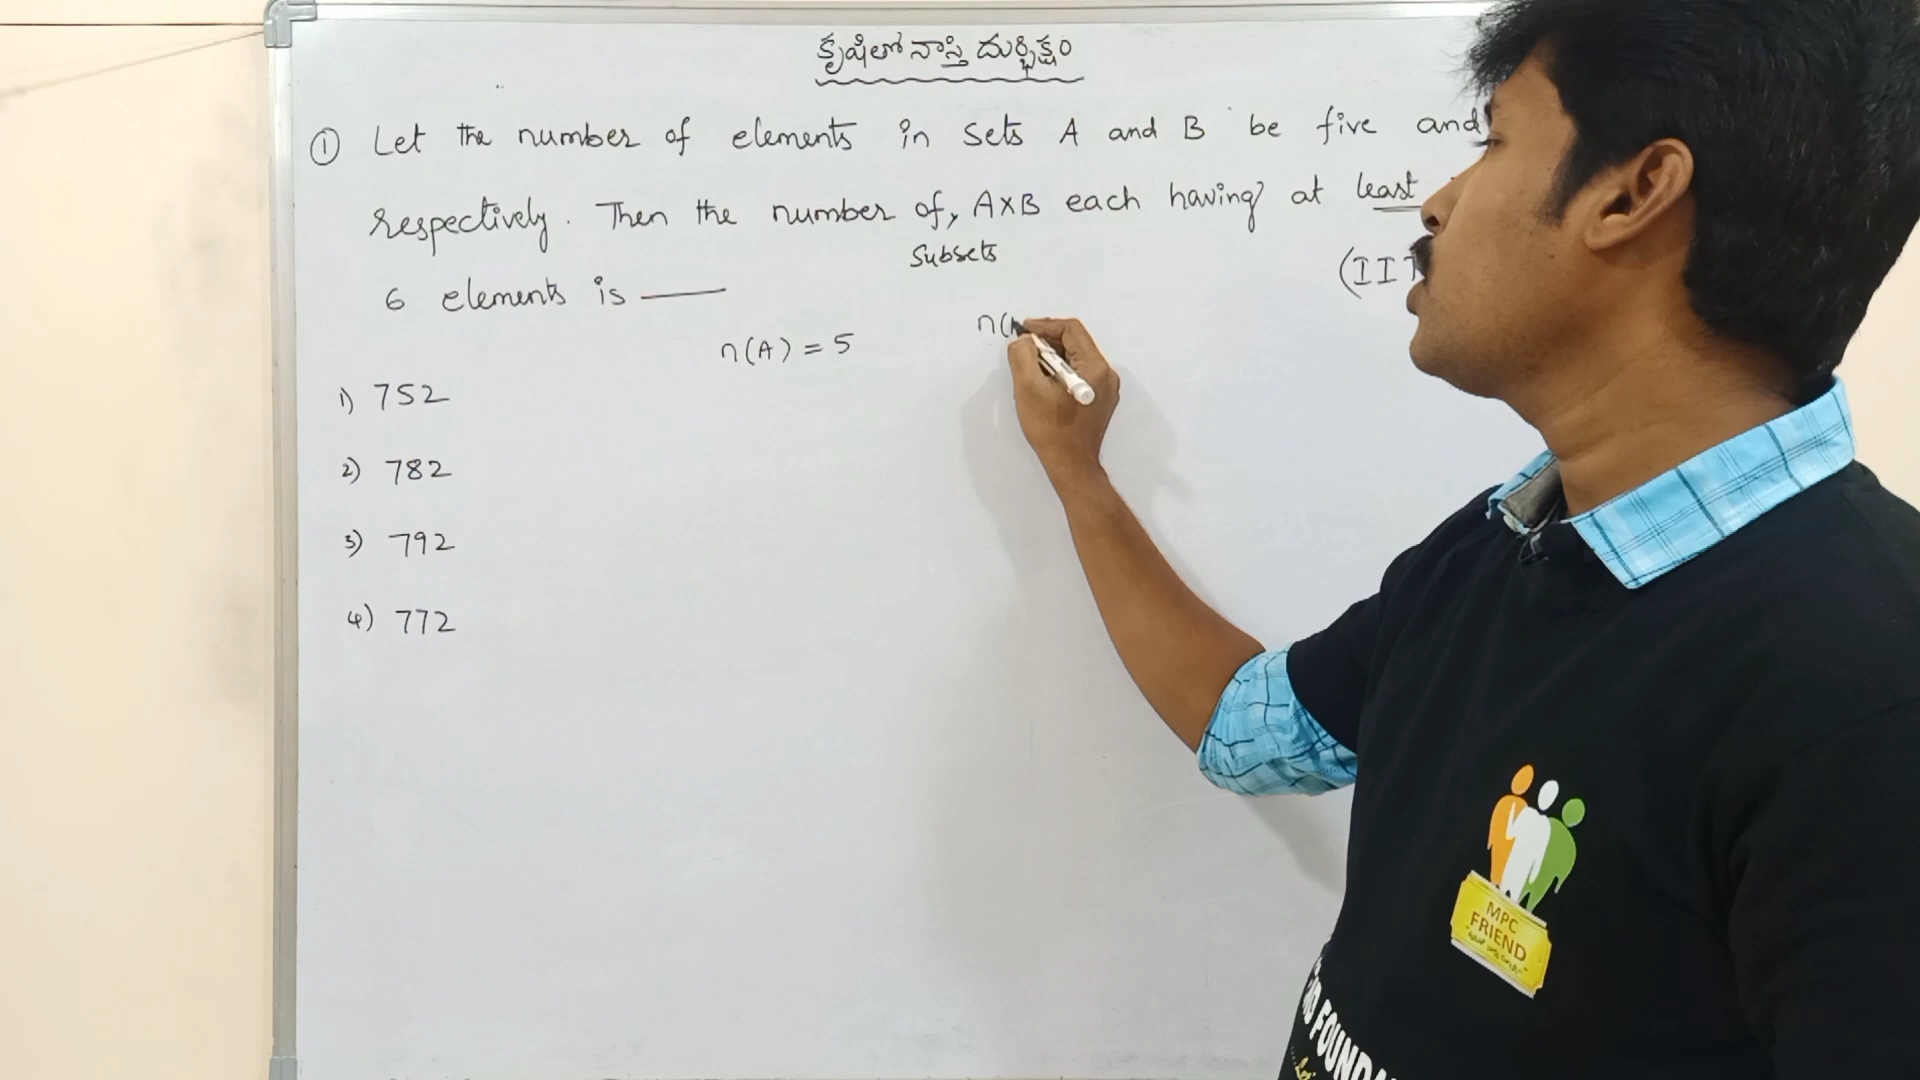 కృషితో నాస్తి దుర్భిక్షం
① Let the number of elements in sets A and B be five and
respectively. Then the number of, A×B each having at least
Subsets
(IIT
6 elements is ——
n(A) = 5
n(
1) 752
2) 782
3) 792
4) 772
MPC
FRIEND
FOUNDA